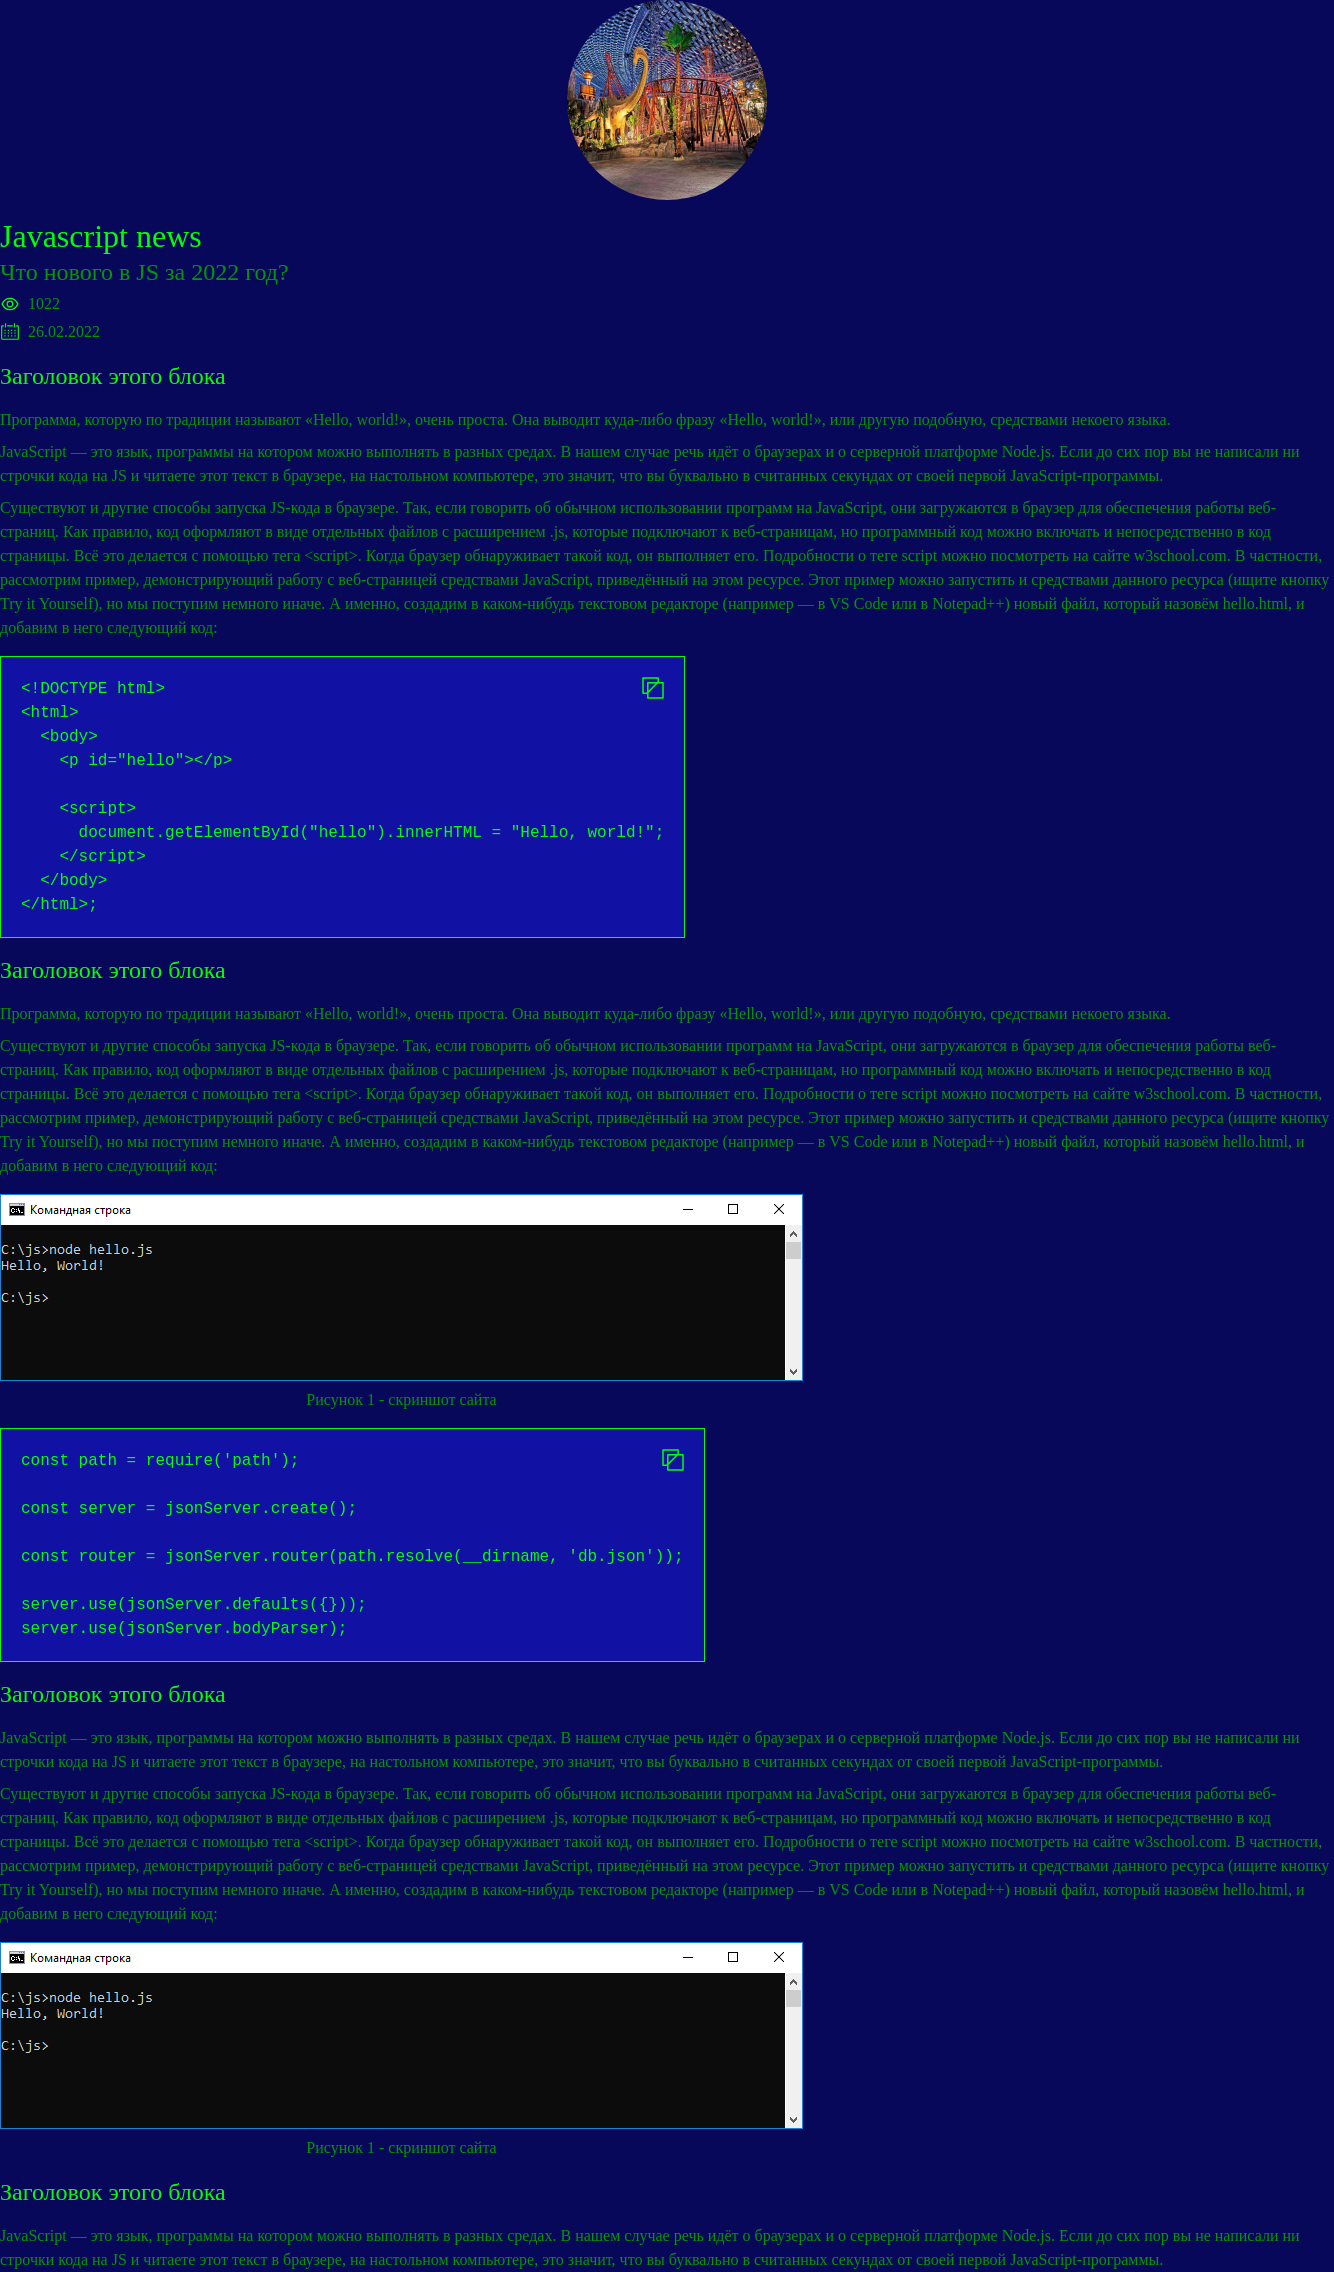 Javascript news
Что нового в JS за 2022 год?
1022
26.02.2022
Заголовок этого блока
Программа, которую по традиции называют «Hello, world!», очень проста. Она выводит куда-либо фразу «Hello, world!», или другую подобную, средствами некоего языка.
JavaScript — это язык, программы на котором можно выполнять в разных средах. В нашем случае речь идёт о браузерах и о серверной платформе Node.js. Если до сих пор вы не написали ни
строчки кода на JS и читаете этот текст в браузере, на настольном компьютере, это значит, что вы буквально в считанных секундах от своей первой JavaScript-программы.
Существуют и другие способы запуска JS-кода в браузере. Так, если говорить об обычном использовании программ на JavaScript, они загружаются в браузер для обеспечения работы веб-
страниц. Как правило, код оформляют в виде отдельных файлов с расширением .js, которые подключают к веб-страницам, но программный код можно включать и непосредственно в код
страницы. Всё это делается с помощью тега <script>. Когда браузер обнаруживает такой код, он выполняет его. Подробности о теге script можно посмотреть на сайте w3school.com. В частности,
рассмотрим пример, демонстрирующий работу с веб-страницей средствами JavaScript, приведённый на этом ресурсе. Этот пример можно запустить и средствами данного ресурса (ищите кнопку
Try it Yourself), но мы поступим немного иначе. А именно, создадим в каком-нибудь текстовом редакторе (например — в VS Code или в Notepad++) новый файл, который назовём hello.html, и
добавим в него следующий код:
<!DOCTYPE html>
<html>
  <body>
    <p id="hello"></p>

    <script>
      document.getElementById("hello").innerHTML = "Hello, world!";
    </script>
  </body>
</html>;
Заголовок этого блока
Программа, которую по традиции называют «Hello, world!», очень проста. Она выводит куда-либо фразу «Hello, world!», или другую подобную, средствами некоего языка.
Существуют и другие способы запуска JS-кода в браузере. Так, если говорить об обычном использовании программ на JavaScript, они загружаются в браузер для обеспечения работы веб-
страниц. Как правило, код оформляют в виде отдельных файлов с расширением .js, которые подключают к веб-страницам, но программный код можно включать и непосредственно в код
страницы. Всё это делается с помощью тега <script>. Когда браузер обнаруживает такой код, он выполняет его. Подробности о теге script можно посмотреть на сайте w3school.com. В частности,
рассмотрим пример, демонстрирующий работу с веб-страницей средствами JavaScript, приведённый на этом ресурсе. Этот пример можно запустить и средствами данного ресурса (ищите кнопку
Try it Yourself), но мы поступим немного иначе. А именно, создадим в каком-нибудь текстовом редакторе (например — в VS Code или в Notepad++) новый файл, который назовём hello.html, и
добавим в него следующий код:
Командная строка
C:\js>node hello.js
Hello, World!
C:\js>
Рисунок 1 - скриншот сайта
const path = require('path');

const server = jsonServer.create();

const router = jsonServer.router(path.resolve(__dirname, 'db.json'));

server.use(jsonServer.defaults({}));
server.use(jsonServer.bodyParser);
Заголовок этого блока
JavaScript — это язык, программы на котором можно выполнять в разных средах. В нашем случае речь идёт о браузерах и о серверной платформе Node.js. Если до сих пор вы не написали ни
строчки кода на JS и читаете этот текст в браузере, на настольном компьютере, это значит, что вы буквально в считанных секундах от своей первой JavaScript-программы.
Существуют и другие способы запуска JS-кода в браузере. Так, если говорить об обычном использовании программ на JavaScript, они загружаются в браузер для обеспечения работы веб-
страниц. Как правило, код оформляют в виде отдельных файлов с расширением .js, которые подключают к веб-страницам, но программный код можно включать и непосредственно в код
страницы. Всё это делается с помощью тега <script>. Когда браузер обнаруживает такой код, он выполняет его. Подробности о теге script можно посмотреть на сайте w3school.com. В частности,
рассмотрим пример, демонстрирующий работу с веб-страницей средствами JavaScript, приведённый на этом ресурсе. Этот пример можно запустить и средствами данного ресурса (ищите кнопку
Try it Yourself), но мы поступим немного иначе. А именно, создадим в каком-нибудь текстовом редакторе (например — в VS Code или в Notepad++) новый файл, который назовём hello.html, и
добавим в него следующий код:
Командная строка
C:\js>node hello.js
Hello, World!
C:\js>
Рисунок 1 - скриншот сайта
Заголовок этого блока
JavaScript — это язык, программы на котором можно выполнять в разных средах. В нашем случае речь идёт о браузерах и о серверной платформе Node.js. Если до сих пор вы не написали ни
строчки кода на JS и читаете этот текст в браузере, на настольном компьютере, это значит, что вы буквально в считанных секундах от своей первой JavaScript-программы.